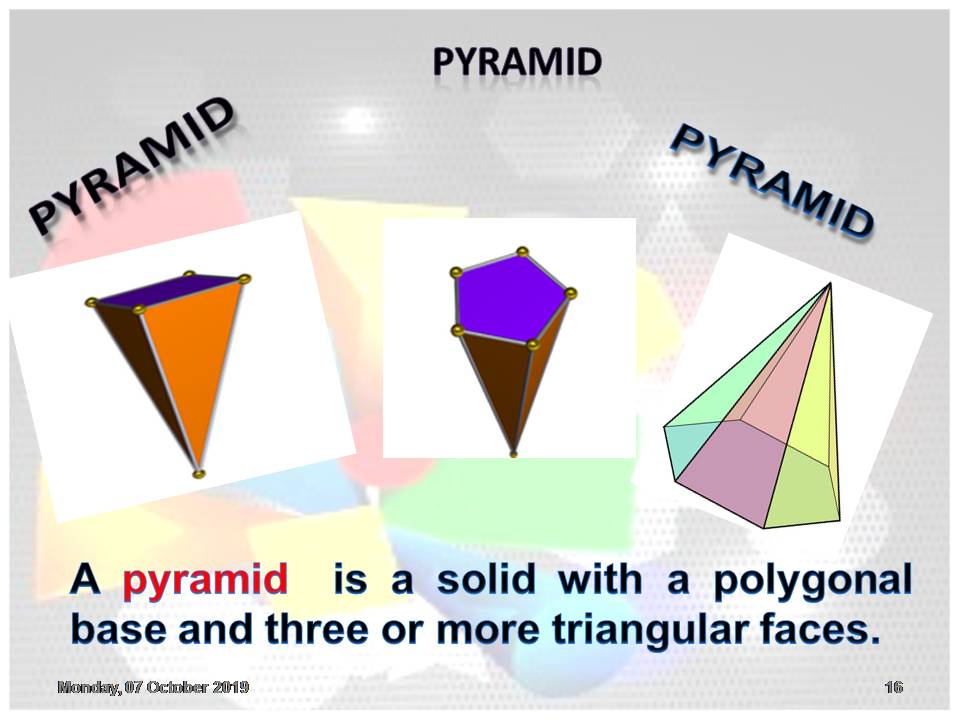 PYRAMID
PYRAMID
PYRAMID
A pyramid is a solid with a polygonal
base and three or more triangular faces.
Monday, 07 October 2019
16